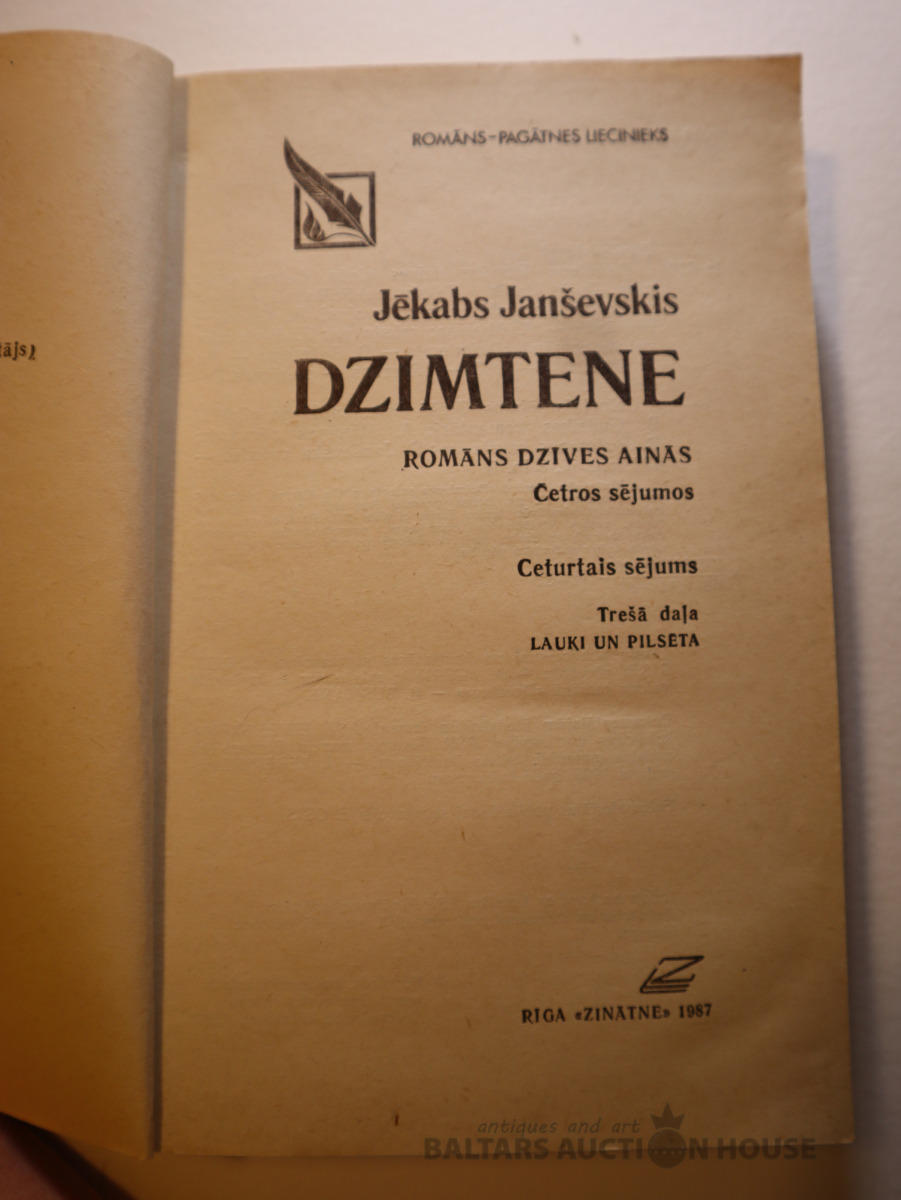 ROMĀNS-PAGĀTNES LIECINIEKS
Jēkabs Janševskis
DZIMTENE
ROMĀNS DZĪVES AINĀS
Četros sējumos
Ceturtais sējums
Trešā daļa
LAUKI UN PILSĒTA
tājs)
Z
RĪGA «ZINĀTNE» 1987
antiques and art
BALTARS AUCTION HOUSE